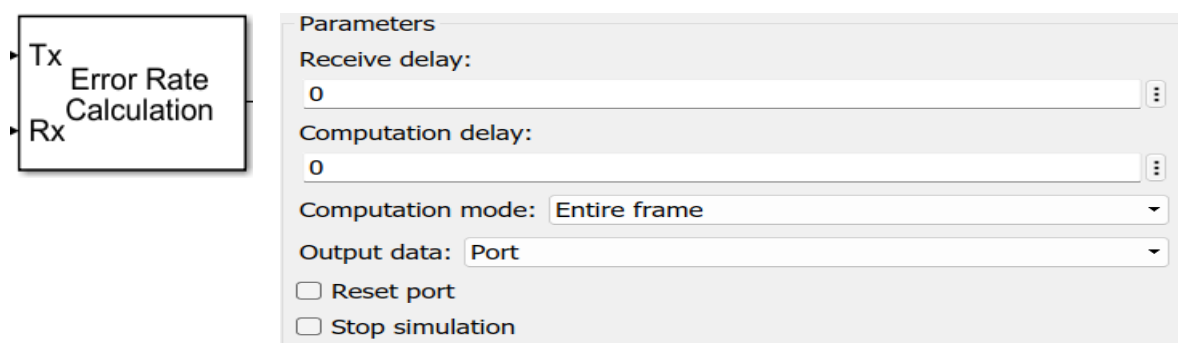 Tx
Error Rate
Calculation
Rx
Parameters
Receive delay:
0
Computation delay:
0
Computation mode: Entire frame
Output data: Port
Reset port
Stop simulation